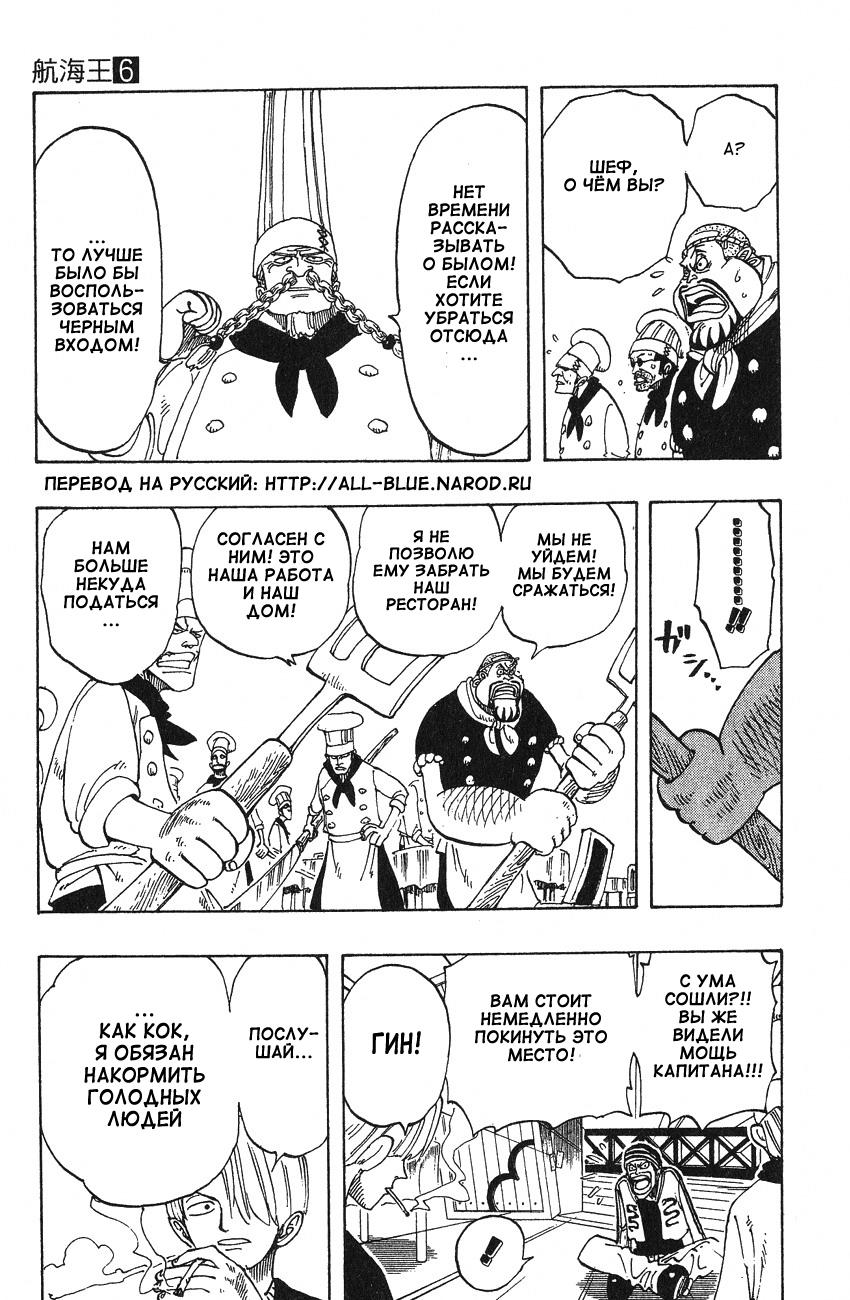 航海王6
А?
ШЕФ,
О ЧЁМ ВЫ?
НЕТ
ВРЕМЕНИ
РАССКА-
ЗЫВАТЬ
О БЫЛОМ!
ЕСЛИ
ХОТИТЕ
УБРАТЬСЯ
ОТСЮДА
...
...
ТО ЛУЧШЕ
БЫЛО БЫ
ВОСПОЛЬ-
ЗОВАТЬСЯ
ЧЕРНЫМ
ВХОДОМ!
ПЕРЕВОД НА РУССКИЙ: HTTP://ALL-BLUE.NAROD.RU
.........!!
ガシ...
МЫ НЕ
УЙДЕМ!
МЫ БУДЕМ
СРАЖАТЬСЯ!
Я НЕ
ПОЗВОЛЮ
ЕМУ ЗАБРАТЬ
НАШ
РЕСТОРАН!
СОГЛАСЕН С
НИМ! ЭТО
НАША РАБОТА
И НАШ
ДОМ!
НАМ
БОЛЬШЕ
НЕКУДА
ПОДАТЬСЯ
...
С УМА
СОШЛИ?!!
ВЫ ЖЕ
ВИДЕЛИ
МОЩЬ
КАПИТАНА!!!
ВАМ СТОИТ
НЕМЕДЛЕННО
ПОКИНУТЬ ЭТО
МЕСТО!
ГИН!
!!
ПОСЛУ-
ШАЙ...
...
КАК КОК,
Я ОБЯЗАН
НАКОРМИТЬ
ГОЛОДНЫХ
ЛЮДЕЙ